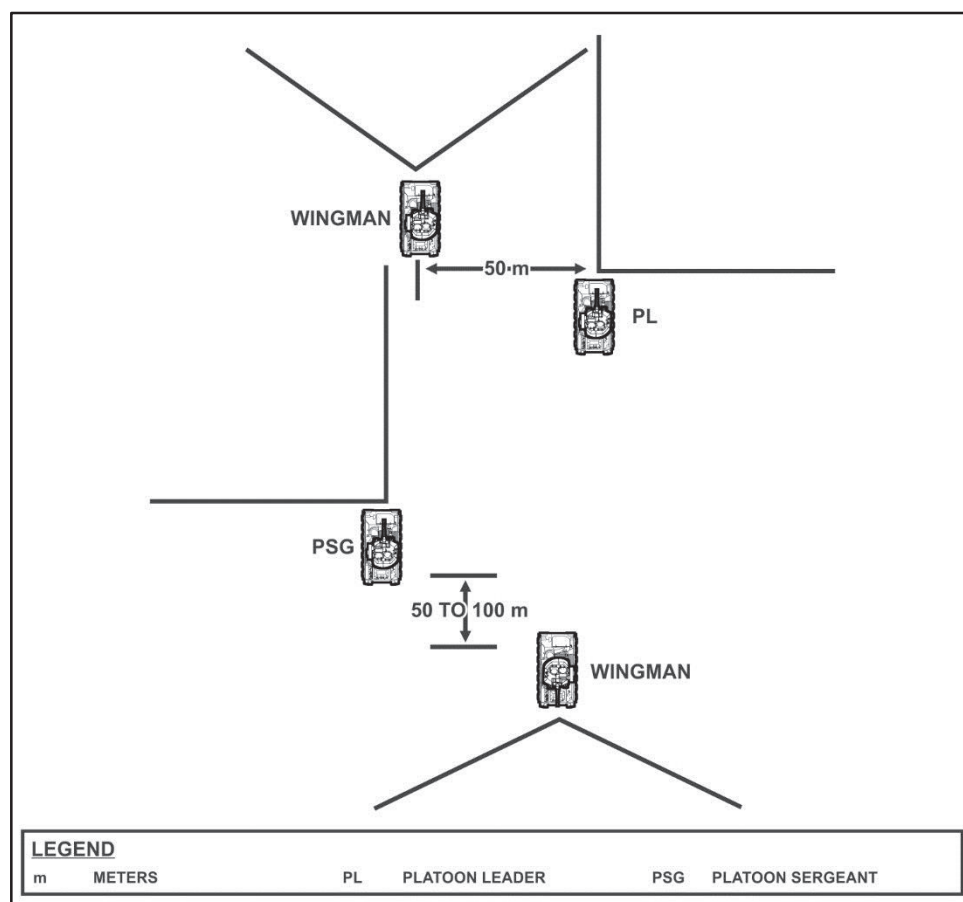 WINGMAN
50 m
PL
PSG
50 TO 100 m
WINGMAN
LEGEND
m METERS PL PLATOON LEADER PSG PLATOON SERGEANT